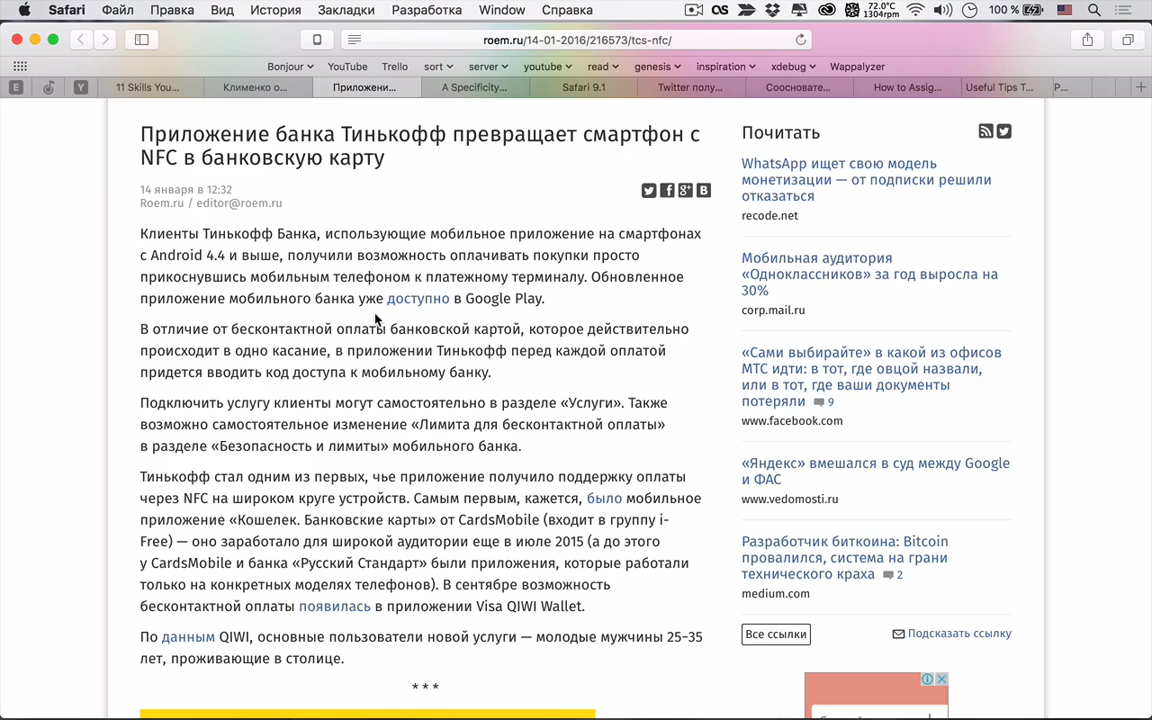 Safari Файл Правка Вид История Закладки Разработка Window Справка
72.0°C
1304rpm
100 %
roem.ru/14-01-2016/216573/tcs-nfc/
Bonjour YouTube Trello sort server youtube read genesis inspiration xdebug Wappalyzer
E Y 11 Skills You... Клименко о... Приложени... A Specificity... Safari 9.1 Twitter полу... Сооснователе... How to Assig... Useful Tips T... P...
Приложение банка Тинькофф превращает смартфон с
NFC в банковскую карту
14 января в 12:32
Roem.ru / editor@roem.ru
Клиенты Тинькофф Банка, использующие мобильное приложение на смартфонах
с Android 4.4 и выше, получили возможность оплачивать покупки просто
прикоснувшись мобильным телефоном к платежному терминалу. Обновленное
приложение мобильного банка уже доступно в Google Play.
В отличие от бесконтактной оплаты банковской картой, которое действительно
происходит в одно касание, в приложении Тинькофф перед каждой оплатой
придется вводить код доступа к мобильному банку.
Подключить услугу клиенты могут самостоятельно в разделе «Услуги». Также
возможно самостоятельное изменение «Лимита для бесконтактной оплаты»
в разделе «Безопасность и лимиты» мобильного банка.
Тинькофф стал одним из первых, чье приложение получило поддержку оплаты
через NFC на широком круге устройств. Самым первым, кажется, было мобильное
приложение «Кошелек. Банковские карты» от CardsMobile (входит в группу i-
Free) — оно заработало для широкой аудитории еще в июле 2015 (а до этого
у CardsMobile и банка «Русский Стандарт» были приложения, которые работали
только на конкретных моделях телефонов). В сентябре возможность
бесконтактной оплаты появилась в приложении Visa QIWI Wallet.
По данным QIWI, основные пользователи новой услуги — молодые мужчины 25–35
лет, проживающие в столице.
* * *
Почитать
WhatsApp ищет свою модель
монетизации — от подписки решили
отказаться
recode.net
Мобильная аудитория
«Одноклассников» за год выросла на
30%
corp.mail.ru
«Сами выбирайте» в какой из офисов
МТС идти: в тот, где овцой назвали,
или в тот, где ваши документы
потеряли 9
www.facebook.com
«Яндекс» вмешался в суд между Google
и ФАС
www.vedomosti.ru
Разработчик биткоина: Bitcoin
провалился, система на грани
технического краха 2
medium.com
Все ссылки Подсказать ссылку